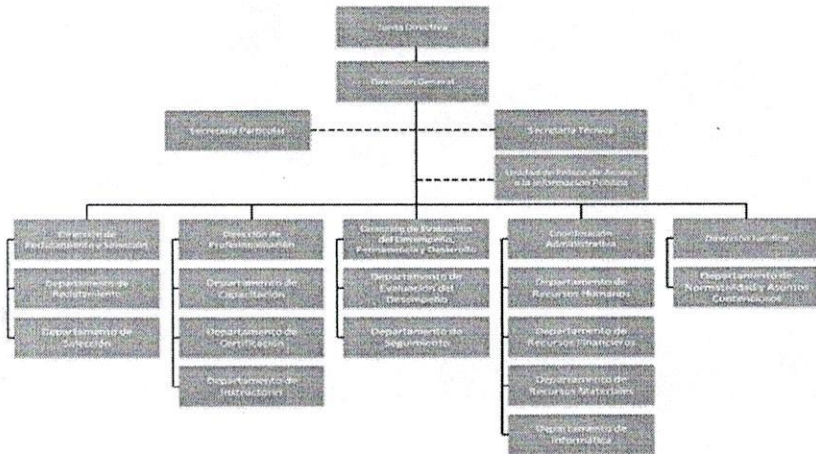 Junta Directiva
Dirección General
Secretaría Particular
Secretaría Técnica
Unidad de Enlace de Acceso
a la Información Pública
Dirección de
Reclutamiento y Selección
Dirección de
Profesionalización
Dirección de Evaluación
del Desempeño,
Permanencia y Desarrollo
Coordinación
Administrativa
Dirección Jurídica
Departamento de
Reclutamiento
Departamento de
Capacitación
Departamento de
Evaluación del
Desempeño
Departamento de
Recursos Humanos
Departamento de
Normatividad y Asuntos
Contenciosos
Departamento de
Selección
Departamento de
Certificación
Departamento de
Seguimiento
Departamento de
Recursos Financieros
Departamento de
Instructores
Departamento de
Recursos Materiales
Departamento de
Informática